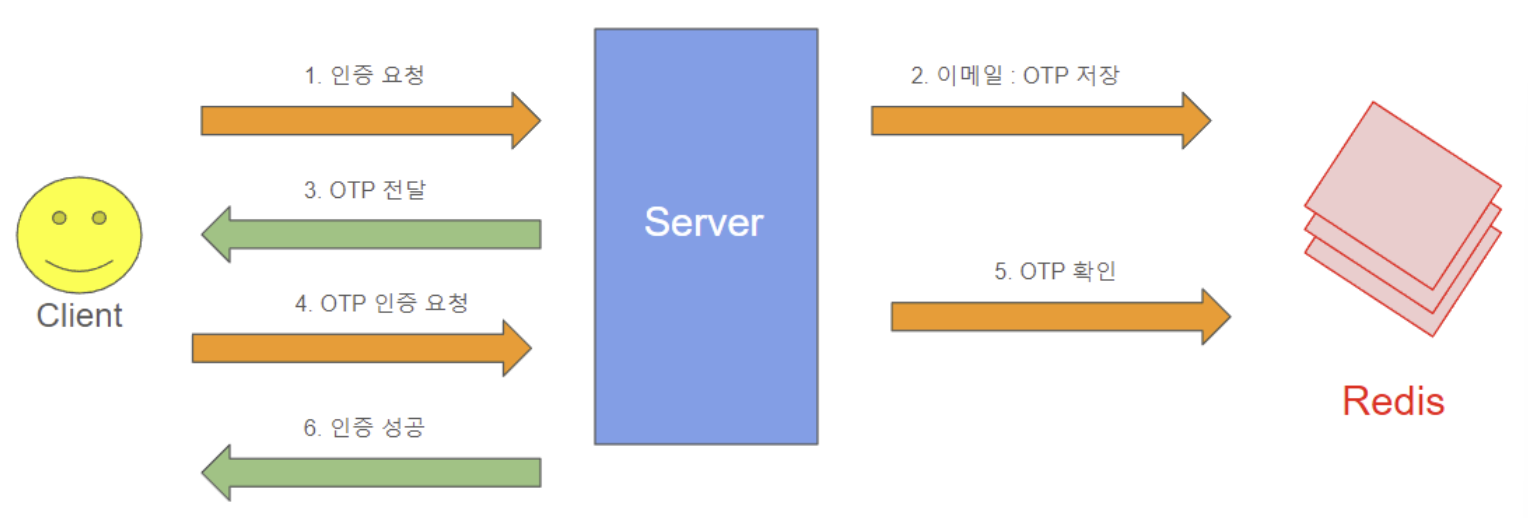 1. 인증 요청
2. 이메일 : OTP 저장
3. OTP 전달
Server
5. OTP 확인
Client
4. OTP 인증 요청
Redis
6. 인증 성공